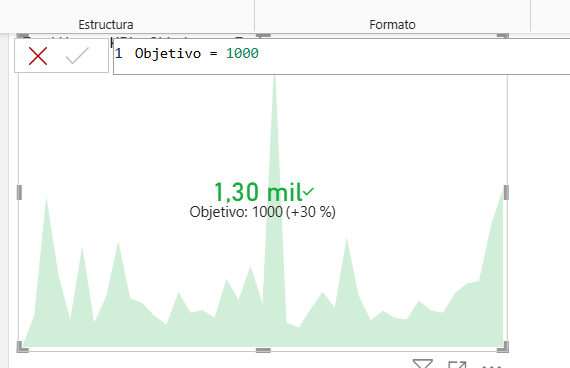 Estructura
Formato
1 Objetivo = 1000
1,30 mil
Objetivo: 1000 (+30 %)